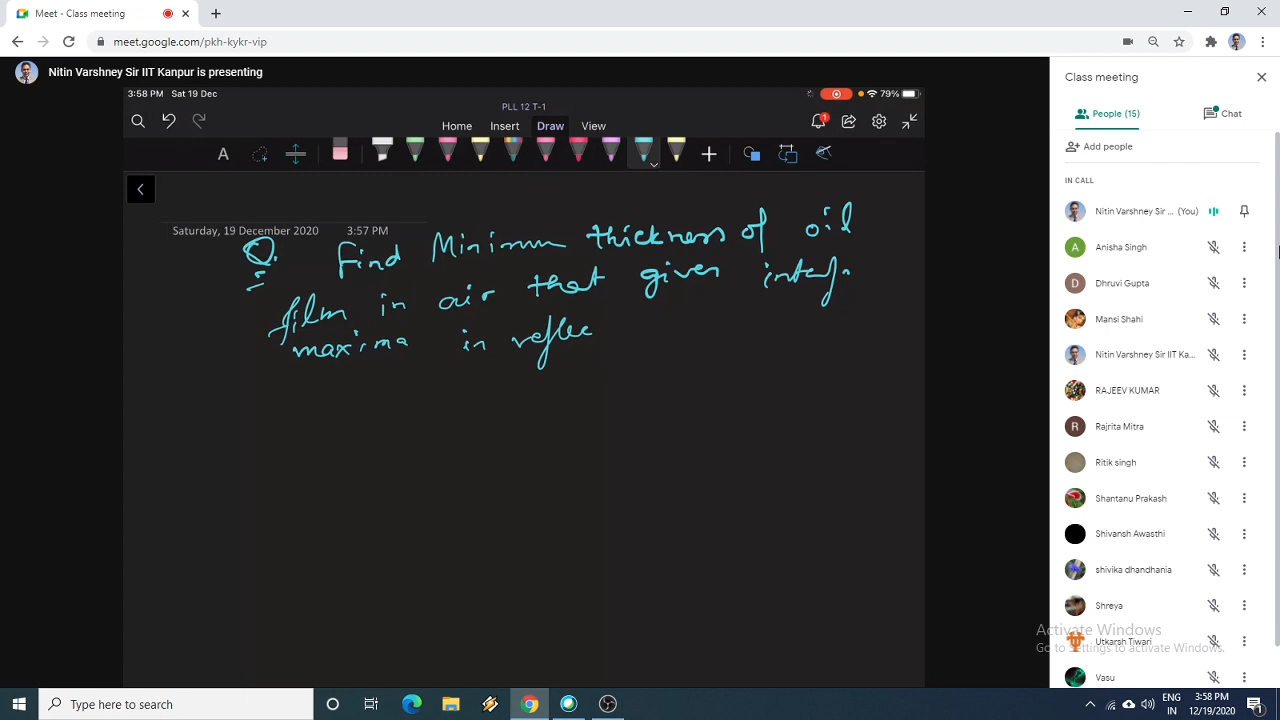 Meet - Class meeting
meet.google.com/pkh-kykr-vip
Nitin Varshney Sir IIT Kanpur is presenting
3:58 PM Sat 19 Dec
79%
PLL 12 T-1
Home Insert Draw View
1
A
Saturday, 19 December 2020 3:57 PM
Q. Find Minimum thickness of oil
film in air that given interfn
maxima in reflec
Class meeting
People (15)
Chat
Add people
IN CALL
Nitin Varshney Sir ... (You)
A Anisha Singh
D Dhruvi Gupta
Mansi Shahi
Nitin Varshney Sir IIT Ka...
RAJEEV KUMAR
R Rajrita Mitra
Ritik singh
Shantanu Prakash
Shivansh Awasthi
shivika dhandhania
Shreya
Utkarsh Tiwari
Vasu
Activate Windows
Go to Settings to activate Windows.
Type here to search
ENG
IN
3:58 PM
12/19/2020
1